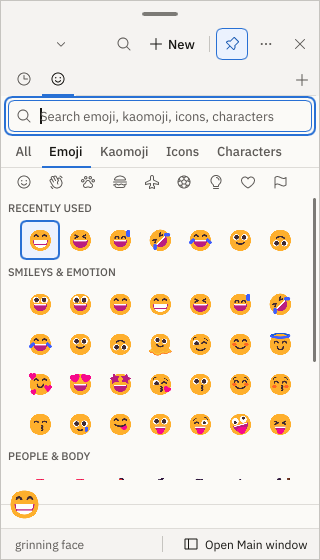 New
Search emoji, kaomoji, icons, characters
All Emoji Kaomoji Icons Characters
RECENTLY USED
SMILEYS & EMOTION
PEOPLE & BODY
grinning face Open Main window